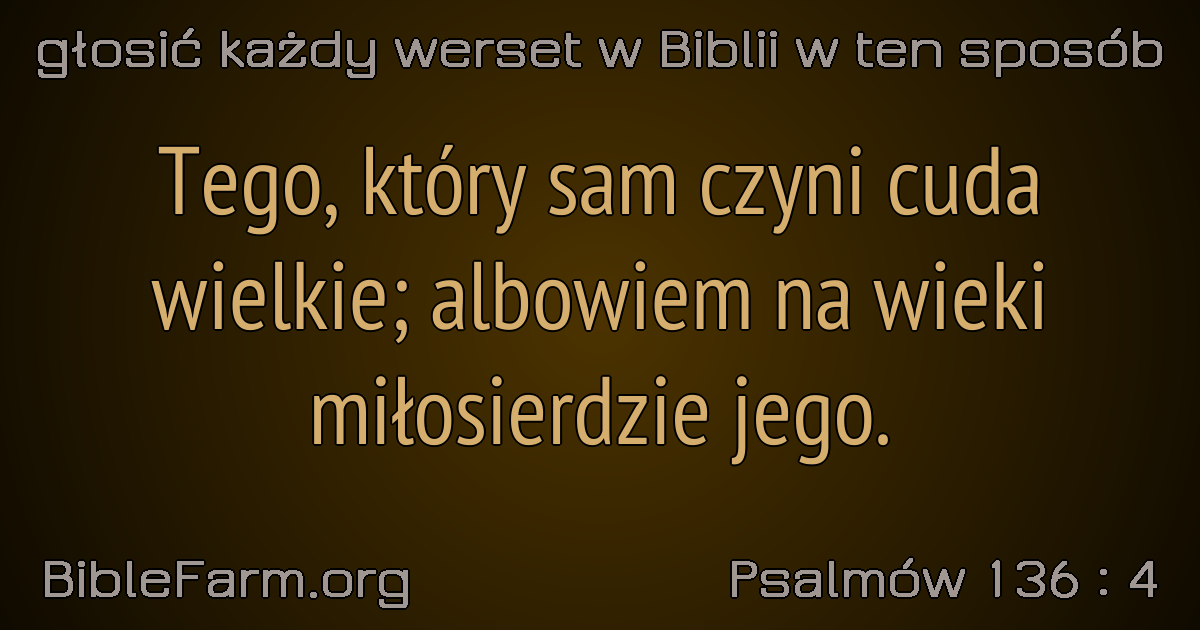 głosić każdy werset w Biblii w ten sposób
Tego, który sam czyni cuda
wielkie; albowiem na wieki
miłosierdzie jego.
BibleFarm.org
Psalmów 136 : 4